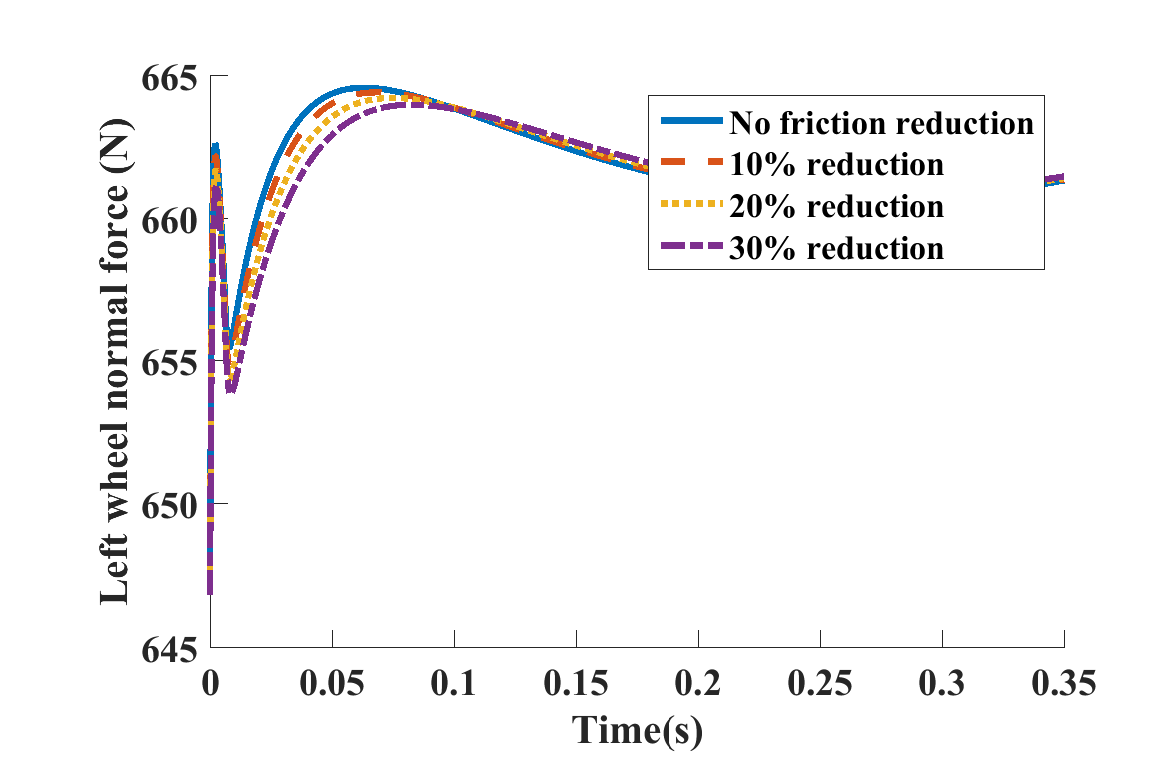 Left wheel normal force (N)
665
660
655
650
645
No friction reduction
10% reduction
20% reduction
30% reduction
0 0.05 0.1 0.15 0.2 0.25 0.3 0.35
Time(s)